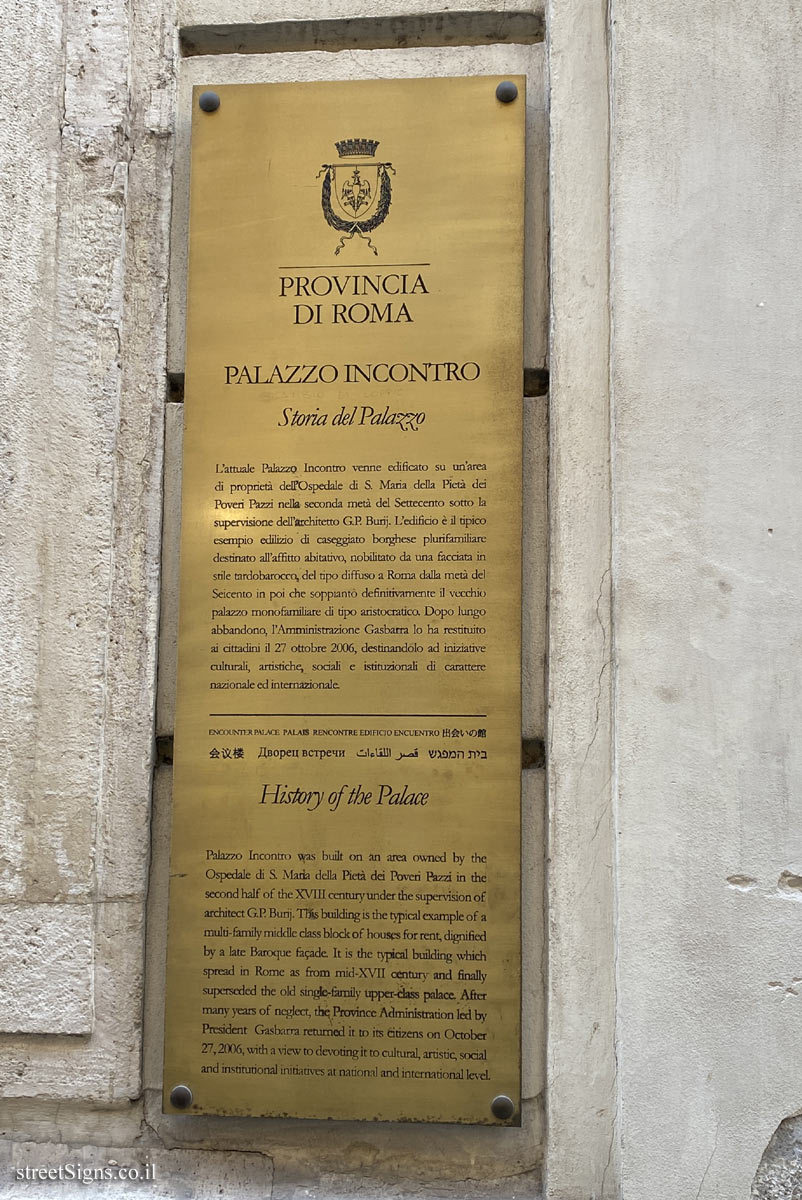 PROVINCIA
DI ROMA
PALAZZO INCONTRO
Storia del Palazzo
L'attuale Palazzo Incontro venne edificato su un'area
di proprietà dell'Ospedale di S. Maria della Pietà dei
Poveri Pazzi nella seconda metà del Settecento sotto la
supervisione dell'architetto G.P. Burij. L'edificio è il tipico
esempio edilizio di caseggiato borghese plurifamiliare
destinato all'affitto abitativo, nobilitato da una facciata in
stile tardobarocco, del tipo diffuso a Roma dalla metà del
Seicento in poi che soppiantò definitivamente il vecchio
palazzo monofamiliare di tipo aristocratico. Dopo lungo
abbandono, l'Amministrazione Gasbarra lo ha restituito
ai cittadini il 27 ottobre 2006, destinandolo ad iniziative
culturali, artistiche, sociali e istituzionali di carattere
nazionale ed internazionale.
ENCOUNTER PALACE PALAIS RENCONTRE EDIFICIO ENCUENTRO 出会いの館
会议楼 Дворец встречи قصر اللقاءات בית המפגש
History of the Palace
Palazzo Incontro was built on an area owned by the
Ospedale di S. Maria della Pietà dei Poveri Pazzi in the
second half of the XVIII century under the supervision of
architect G.P. Burij. This building is the typical example of a
multi-family middle class block of houses for rent, dignified
by a late Baroque façade. It is the typical building which
spread in Rome as from mid-XVII century and finally
superseded the old single-family upper-class palace. After
many years of neglect, the Province Administration led by
President Gasbarra returned it to its citizens on October
27, 2006, with a view to devoting it to cultural, artistic, social
and institutional initiatives at national and international level.
streetSigns.co.il